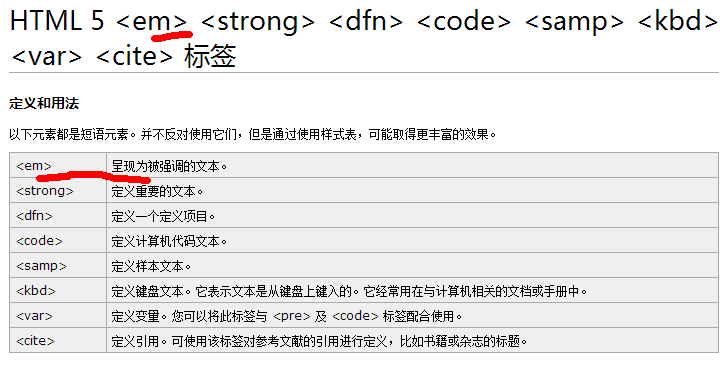 HTML 5 <em> <strong> <dfn> <code> <samp> <kbd>
<var> <cite> 标签
定义和用法
以下元素都是短语元素。并不反对使用它们，但是通过使用样式表，可能取得更丰富的效果。
<em> 呈现为被强调的文本。
<strong> 定义重要的文本。
<dfn> 定义一个定义项目。
<code> 定义计算机代码文本。
<samp> 定义样本文本。
<kbd> 定义键盘文本。它表示文本是从键盘上键入的。它经常用在与计算机相关的文档或手册中。
<var> 定义变量。您可以将此标签与 <pre> 及 <code> 标签配合使用。
<cite> 定义引用。可使用该标签对参考文献的引用进行定义，比如书籍或杂志的标题。